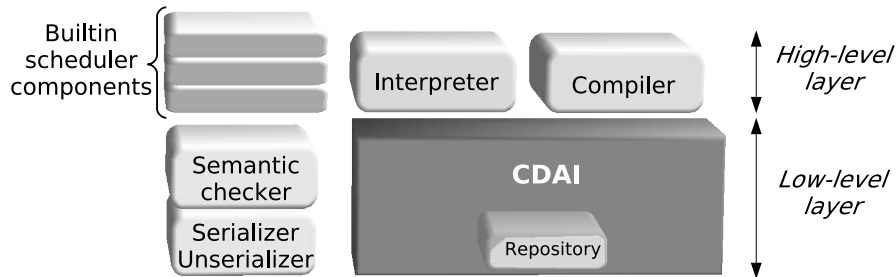 Builtin
scheduler
components
Interpreter
Compiler
High-level
layer
Semantic
checker
CDAI
Low-level
layer
Serializer
Unserializer
Repository